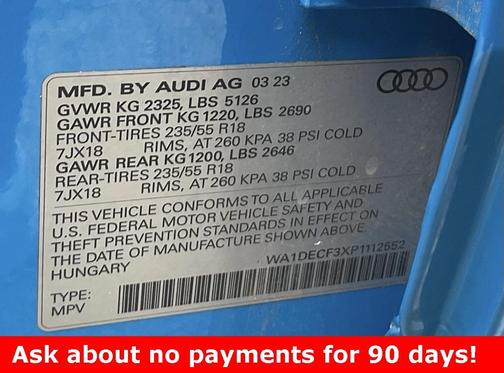 MFD. BY AUDI AG 03 23
GVWR KG 2325, LBS 5126
GAWR FRONT KG 1220, LBS 2690
FRONT-TIRES 235/55 R18
7JX18 RIMS, AT 260 KPA 38 PSI COLD
GAWR REAR KG 1200, LBS 2646
REAR-TIRES 235/55 R18
7JX18 RIMS, AT 260 KPA 38 PSI COLD
THIS VEHICLE CONFORMS TO ALL APPLICABLE
U.S. FEDERAL MOTOR VEHICLE SAFETY AND
THEFT PREVENTION STANDARDS IN EFFECT ON
THE DATE OF MANUFACTURE SHOWN ABOVE.
HUNGARY
WA1DECF3XP1112552
TYPE:
MPV
Ask about no payments for 90 days!